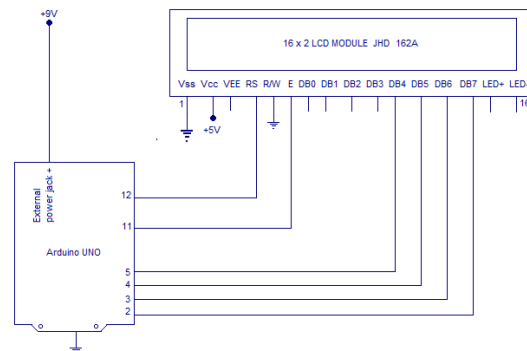 +9V
16 x 2 LCD MODULE JHD 162A
Vss Vcc VEE RS R/W E DB0 DB1 DB2 DB3 DB4 DB5 DB6 DB7 LED+ LED-
1
16
+5V
External
power jack +
12
11
Arduino UNO
5
4
3
2